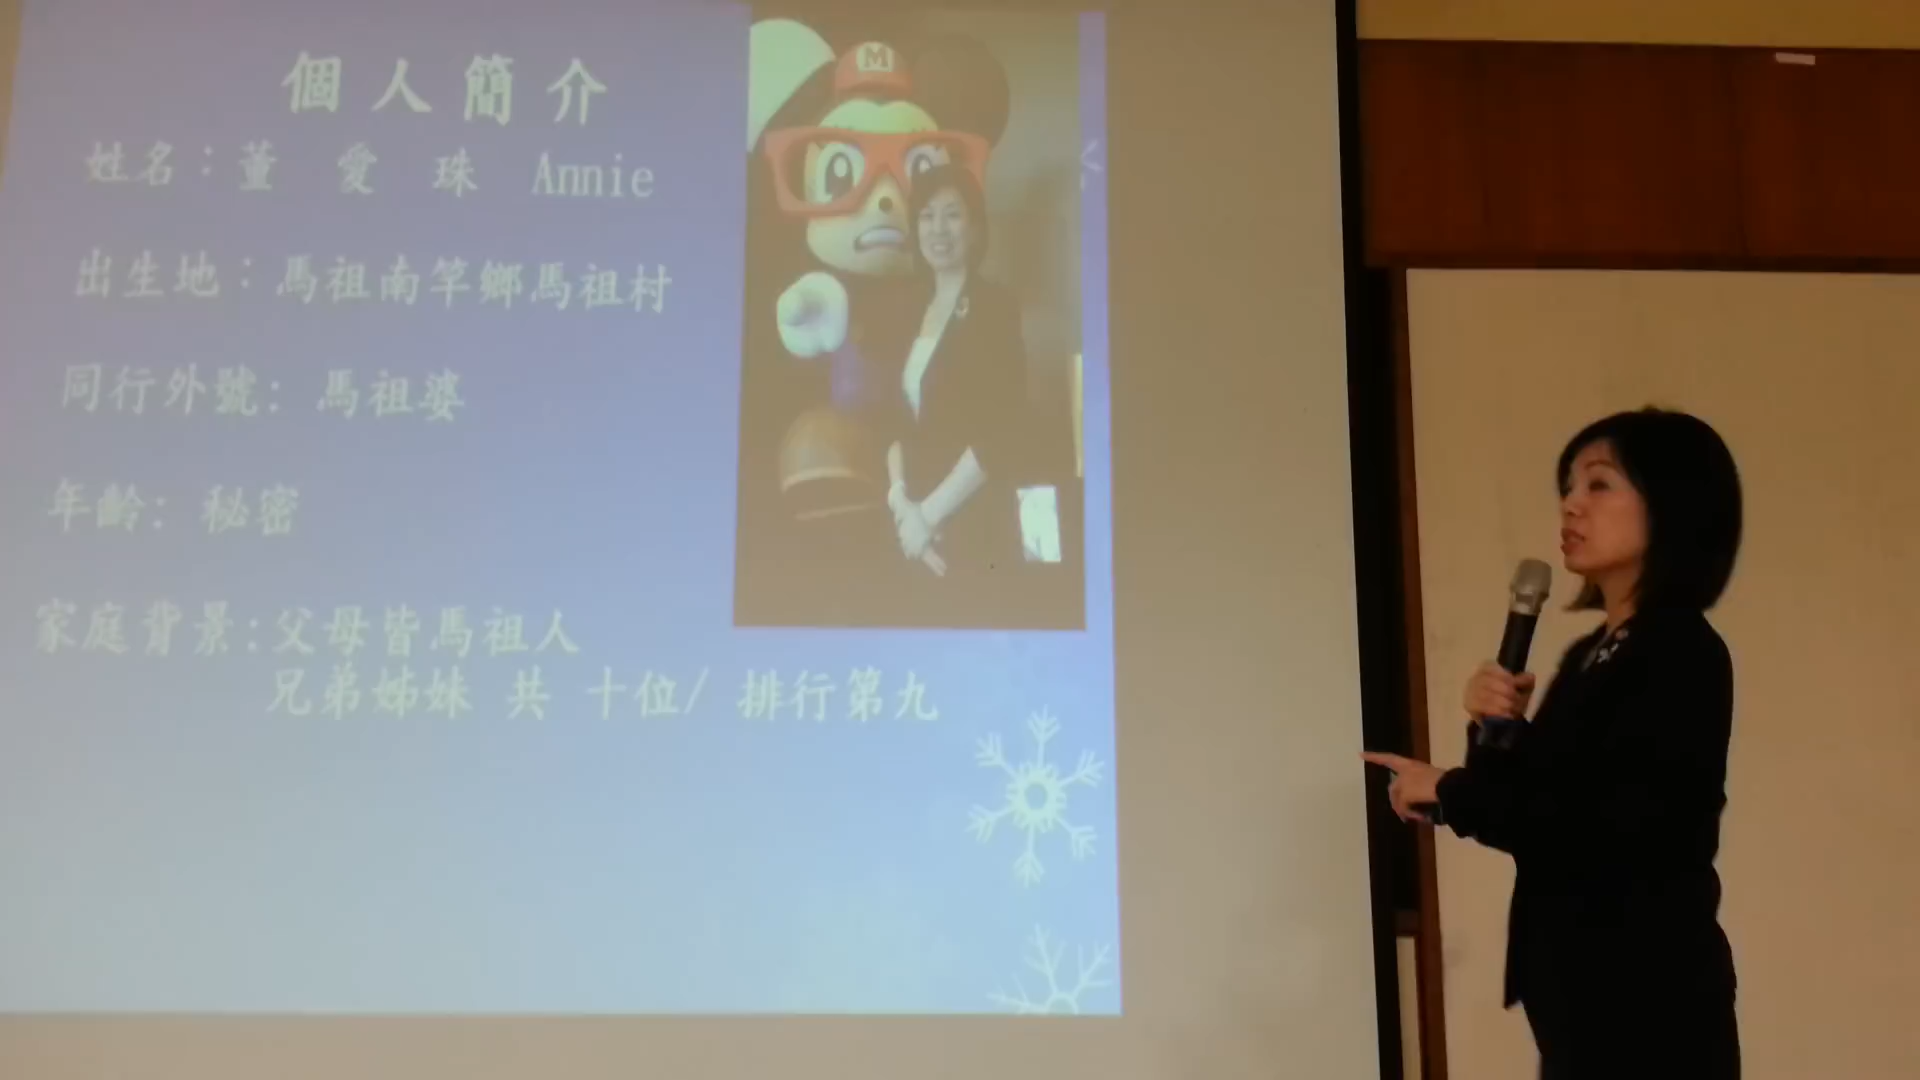 個人簡介
姓名：董 愛 珠 Annie
出生地：馬祖南竿鄉馬祖村
同行外號: 馬祖婆
年齡: 秘密
家庭背景:父母皆馬祖人
兄弟姊妹 共 十位/ 排行第九
M